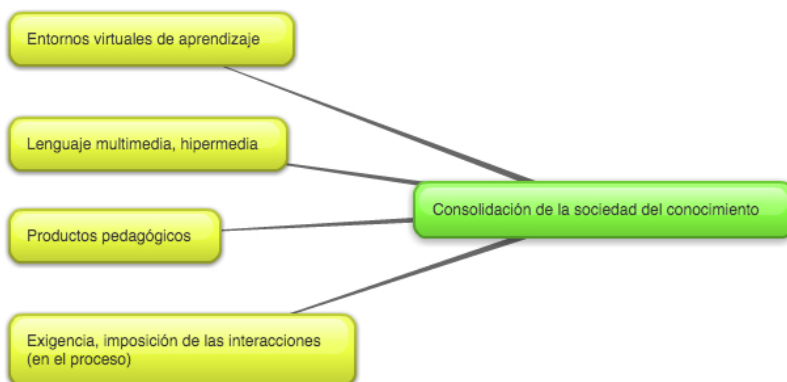 Entornos virtuales de aprendizaje
Lenguaje multimedia, hipermedia
Consolidación de la sociedad del conocimiento
Productos pedagógicos
Exigencia, imposición de las interacciones
(en el proceso)